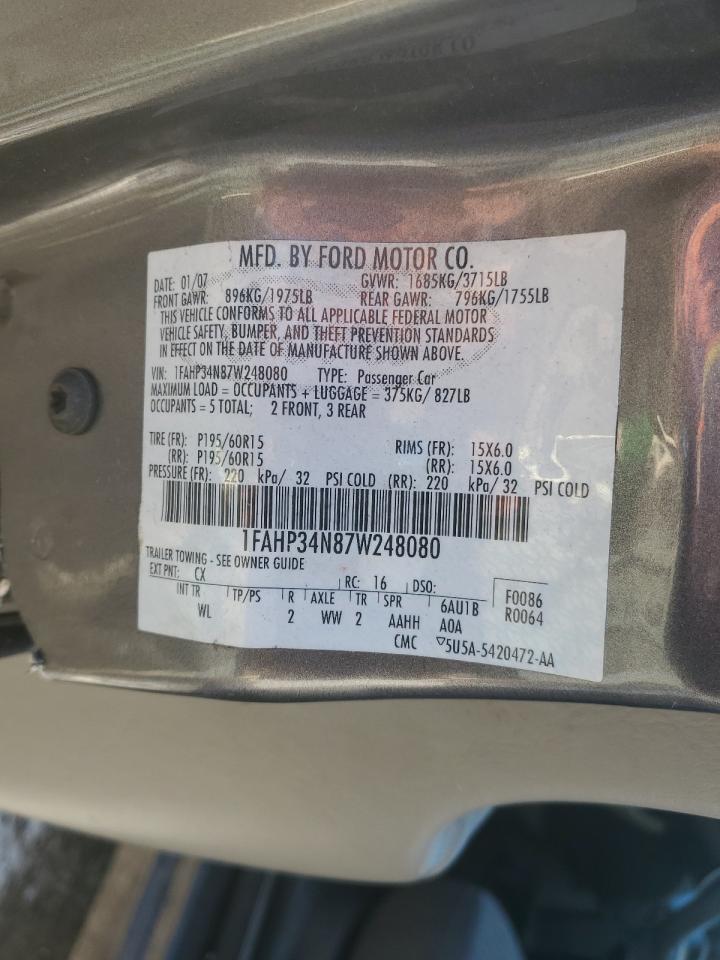 MFD. BY FORD MOTOR CO.
DATE: 01/07 GVWR: 1685KG/3715LB
FRONT GAWR: 896KG/1975LB REAR GAWR: 796KG/1755LB
THIS VEHICLE CONFORMS TO ALL APPLICABLE FEDERAL MOTOR
VEHICLE SAFETY, BUMPER, AND THEFT PREVENTION STANDARDS
IN EFFECT ON THE DATE OF MANUFACTURE SHOWN ABOVE.
VIN: 1FAHP34N87W248080 TYPE: Passenger Car
MAXIMUM LOAD = OCCUPANTS + LUGGAGE = 375KG/ 827LB
OCCUPANTS = 5 TOTAL; 2 FRONT, 3 REAR
TIRE (FR): P195/60R15 RIMS (FR): 15X6.0
(RR): P195/60R15 (RR): 15X6.0
PRESSURE (FR): 220 kPa/ 32 PSI COLD (RR): 220 kPa/ 32 PSI COLD
1FAHP34N87W248080
TRAILER TOWING - SEE OWNER GUIDE
EXT PNT: CX RC: 16 DSO: F0086
INT TR TP/PS R AXLE TR SPR 6AU1B R0064
WL 2 WW 2 AAHH A0A
CMC ▽5U5A-5420472-AA